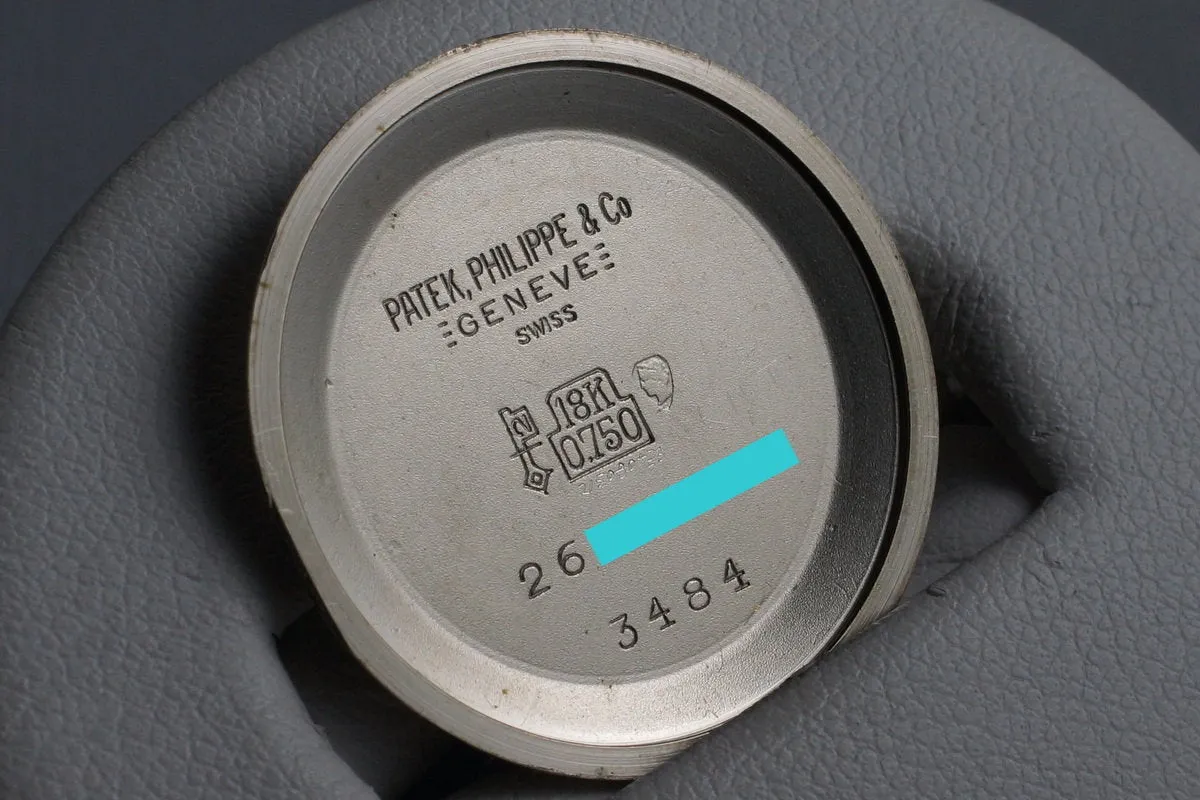 PATEK, PHILIPPE & Co
GENEVE
SWISS
18K
0.750
26
3484